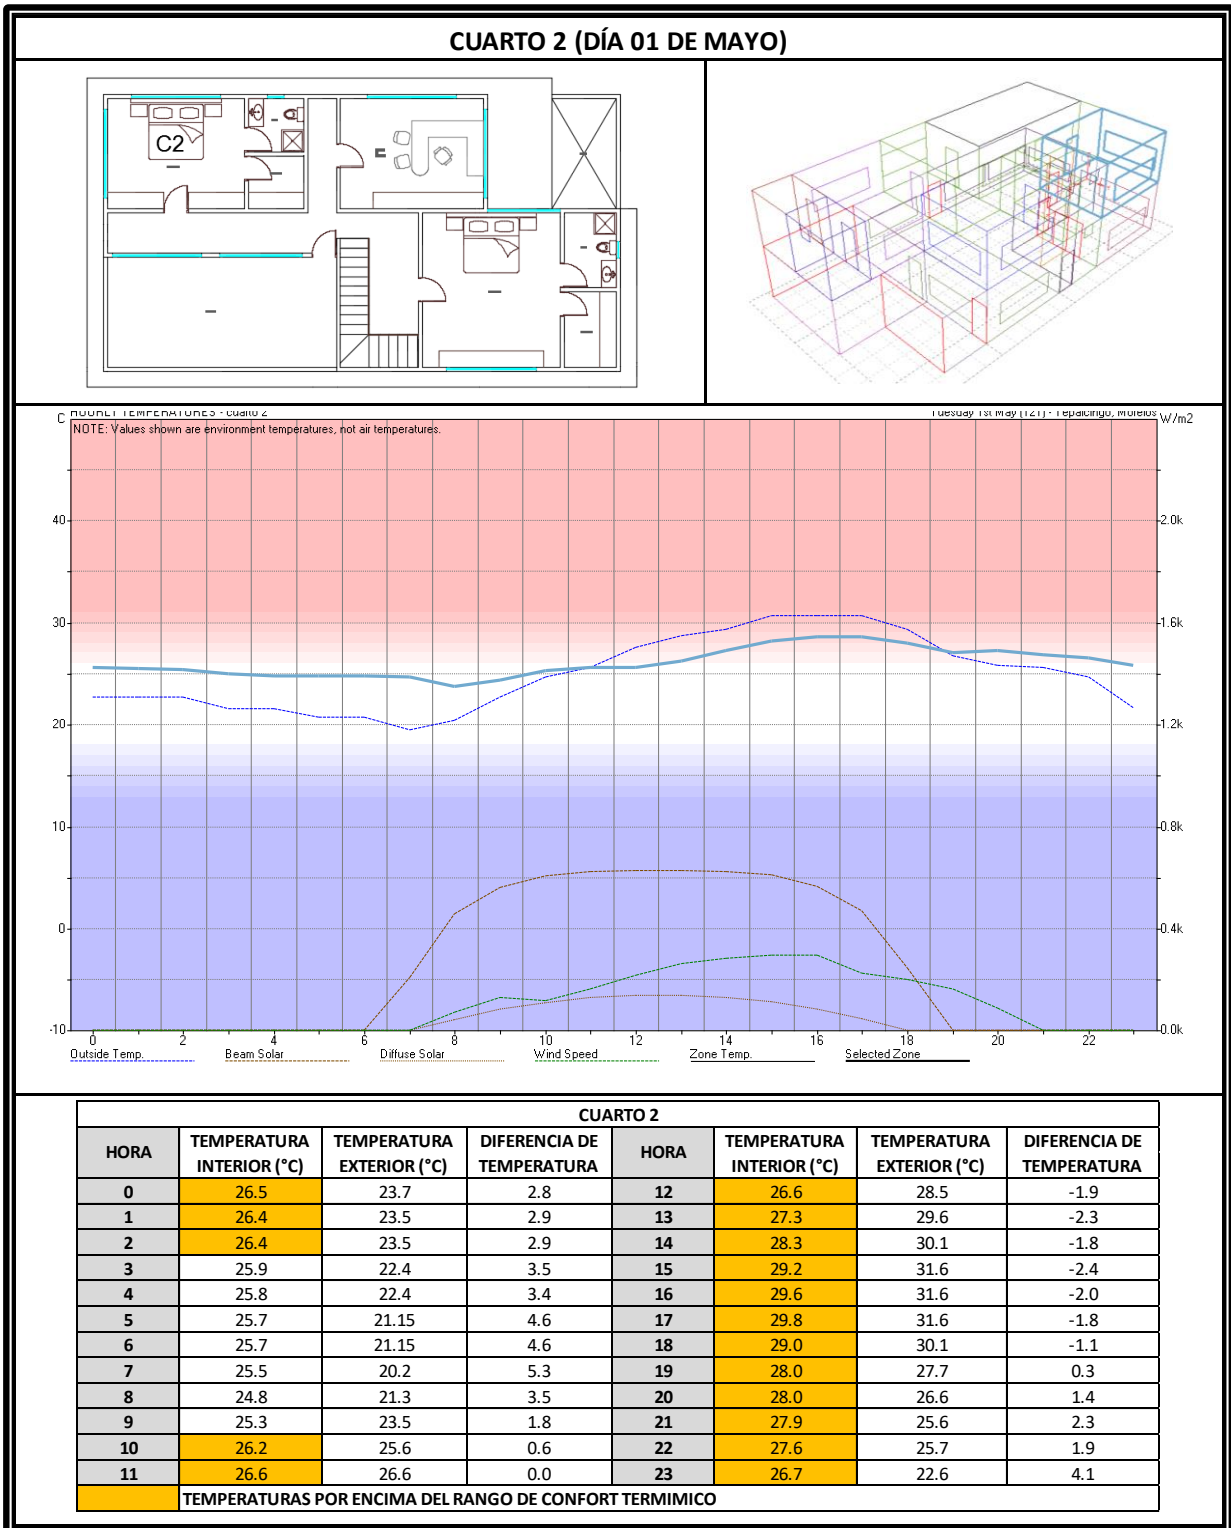 CUARTO 2 (DÍA 01 DE MAYO)
C2
C HOURLY TEMPERATURES - cuarto 2 Tuesday 1st May (121) - Tepalcingo, Morelos W/m2
NOTE: Values shown are environment temperatures, not air temperatures.
40 2.0k
30 1.6k
20 1.2k
10 0.8k
0 0.4k
-10 0.0k
0 2 4 6 8 10 12 14 16 18 20 22
Outside Temp. Beam Solar Diffuse Solar Wind Speed Zone Temp. Selected Zone
CUARTO 2
HORA TEMPERATURA INTERIOR (°C) TEMPERATURA EXTERIOR (°C) DIFERENCIA DE TEMPERATURA HORA TEMPERATURA INTERIOR (°C) TEMPERATURA EXTERIOR (°C) DIFERENCIA DE TEMPERATURA
0 26.5 23.7 2.8 12 26.6 28.5 -1.9
1 26.4 23.5 2.9 13 27.3 29.6 -2.3
2 26.4 23.5 2.9 14 28.3 30.1 -1.8
3 25.9 22.4 3.5 15 29.2 31.6 -2.4
4 25.8 22.4 3.4 16 29.6 31.6 -2.0
5 25.7 21.15 4.6 17 29.8 31.6 -1.8
6 25.7 21.15 4.6 18 29.0 30.1 -1.1
7 25.5 20.2 5.3 19 28.0 27.7 0.3
8 24.8 21.3 3.5 20 28.0 26.6 1.4
9 25.3 23.5 1.8 21 27.9 25.6 2.3
10 26.2 25.6 0.6 22 27.6 25.7 1.9
11 26.6 26.6 0.0 23 26.7 22.6 4.1
TEMPERATURAS POR ENCIMA DEL RANGO DE CONFORT TERMIMICO